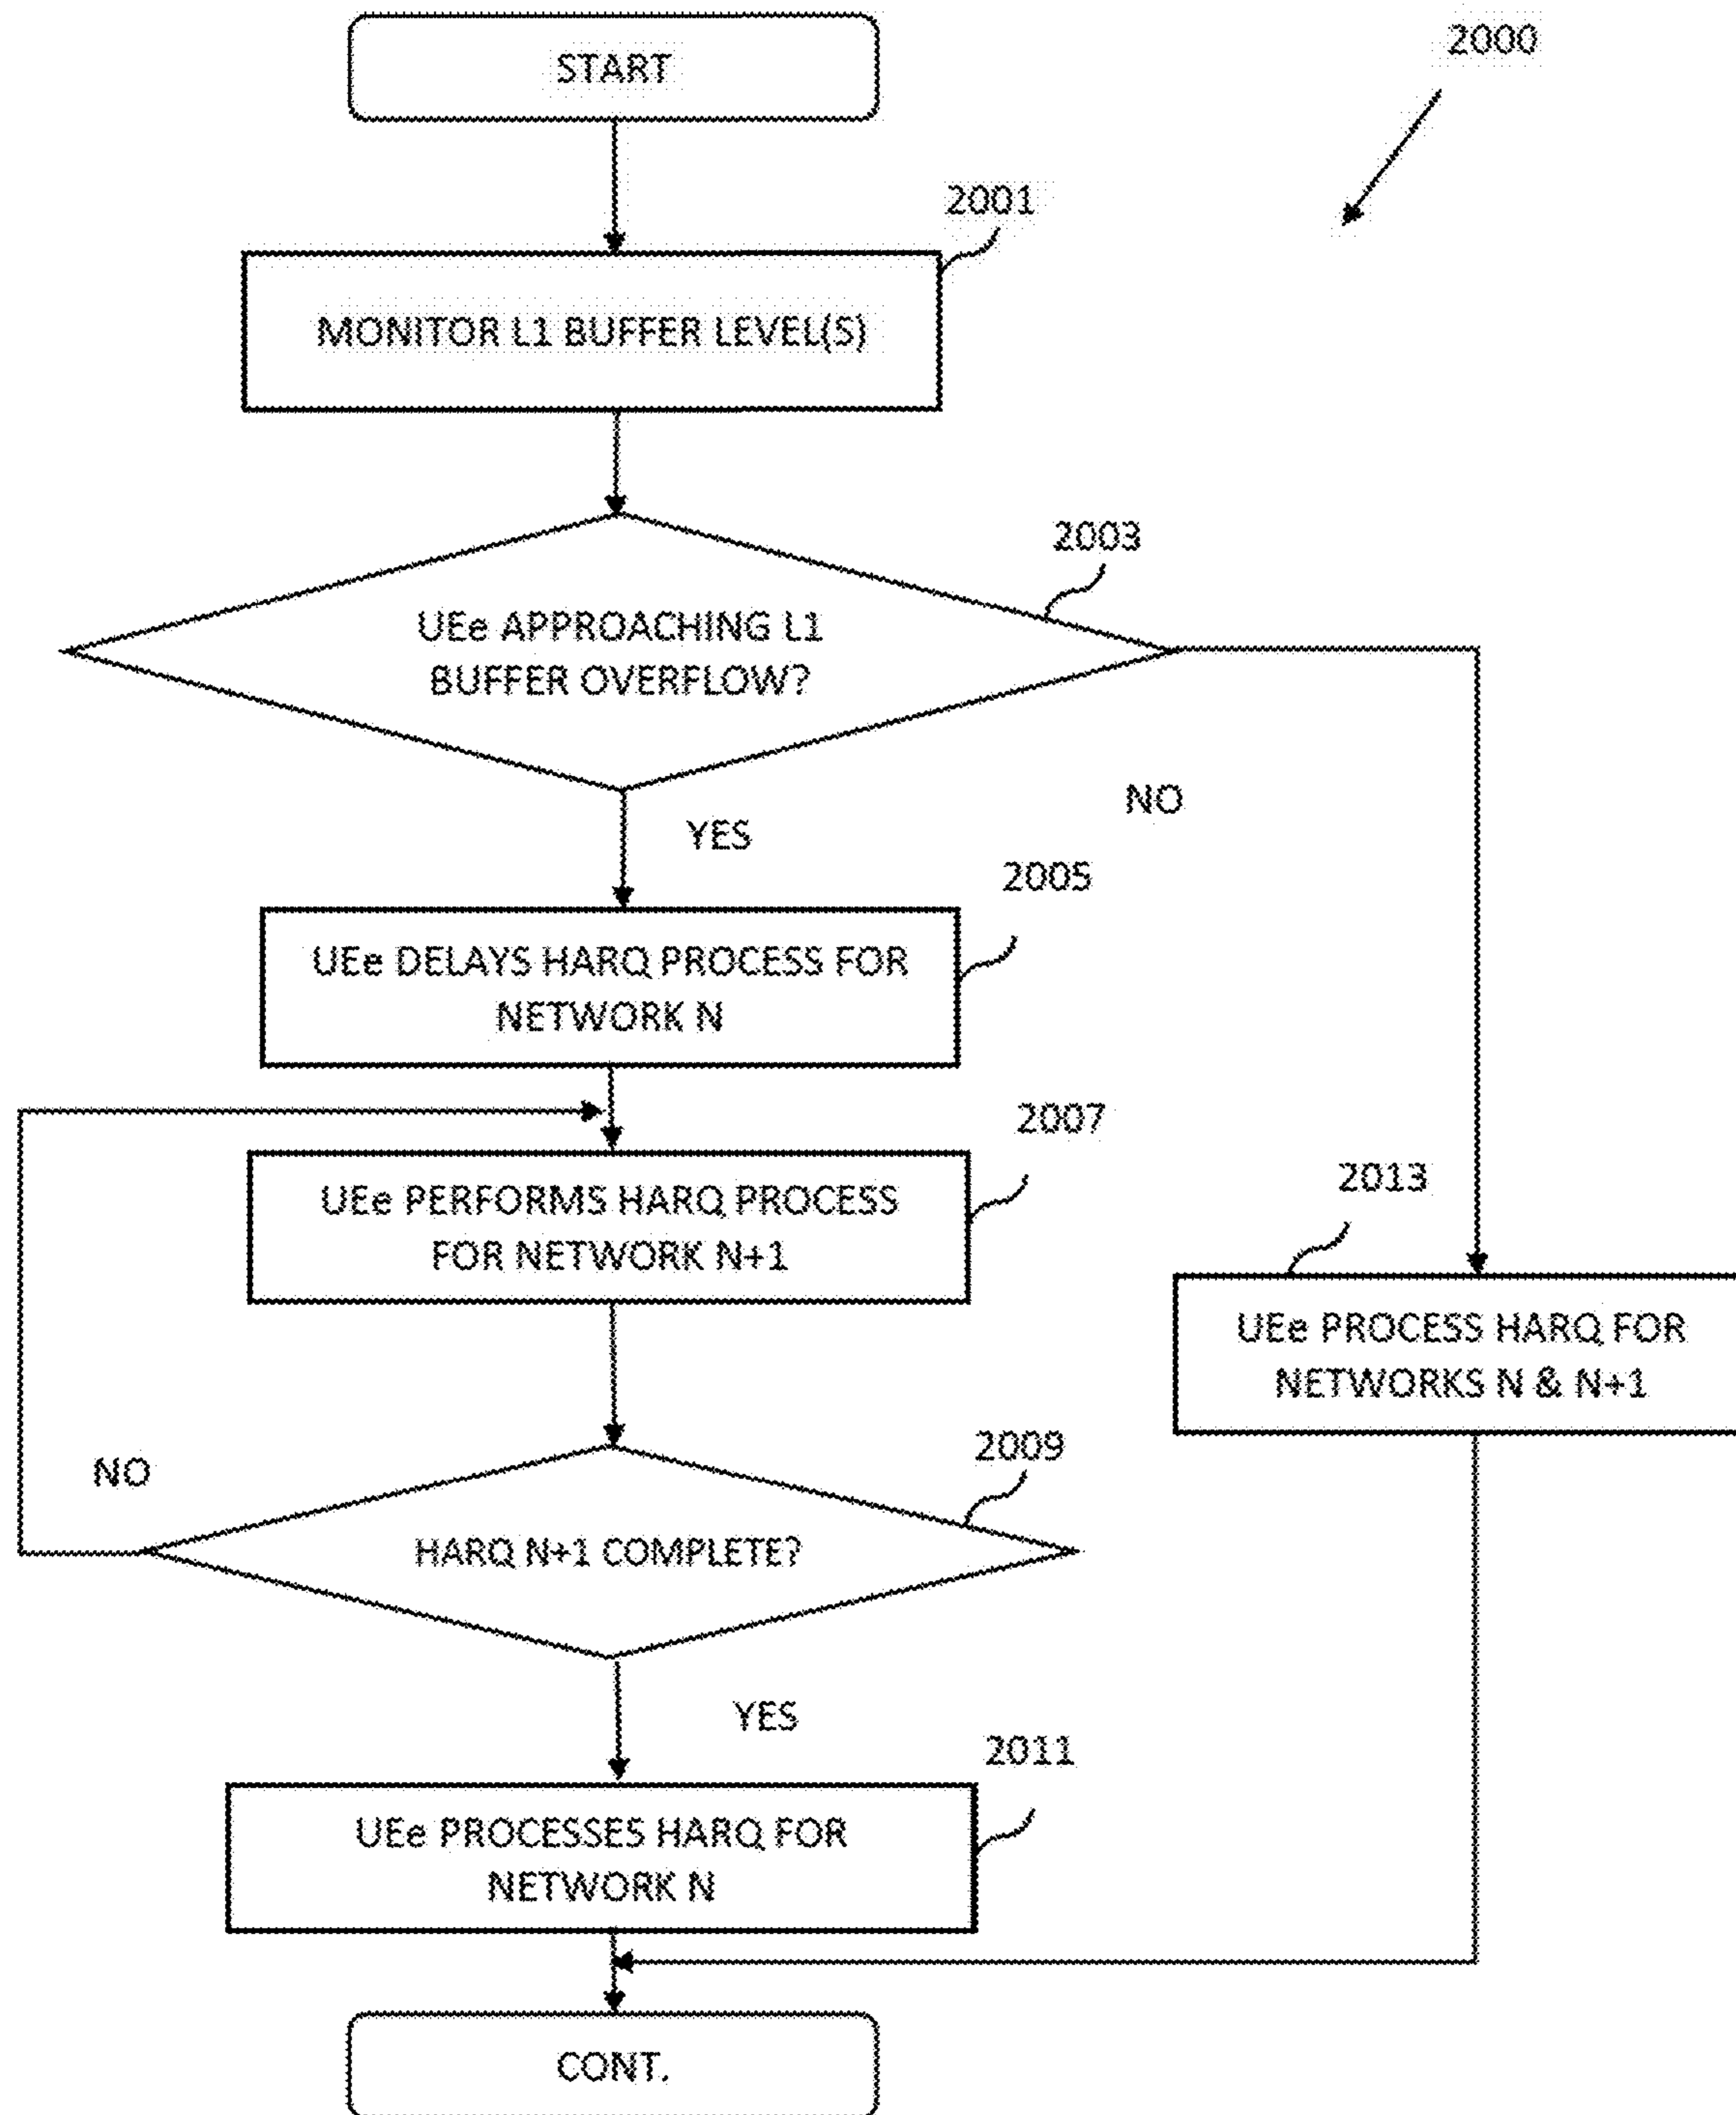 START
2000
2001
MONITOR L1 BUFFER LEVEL(S)
2003
UEe APPROACHING L1
BUFFER OVERFLOW?
NO
YES
2005
UEe DELAYS HARQ PROCESS FOR
NETWORK N
2007
UEe PERFORMS HARQ PROCESS
FOR NETWORK N+1
2013
UEe PROCESS HARQ FOR
NETWORKS N & N+1
2009
NO
HARQ N+1 COMPLETE?
YES
2011
UEe PROCESSES HARQ FOR
NETWORK N
CONT.